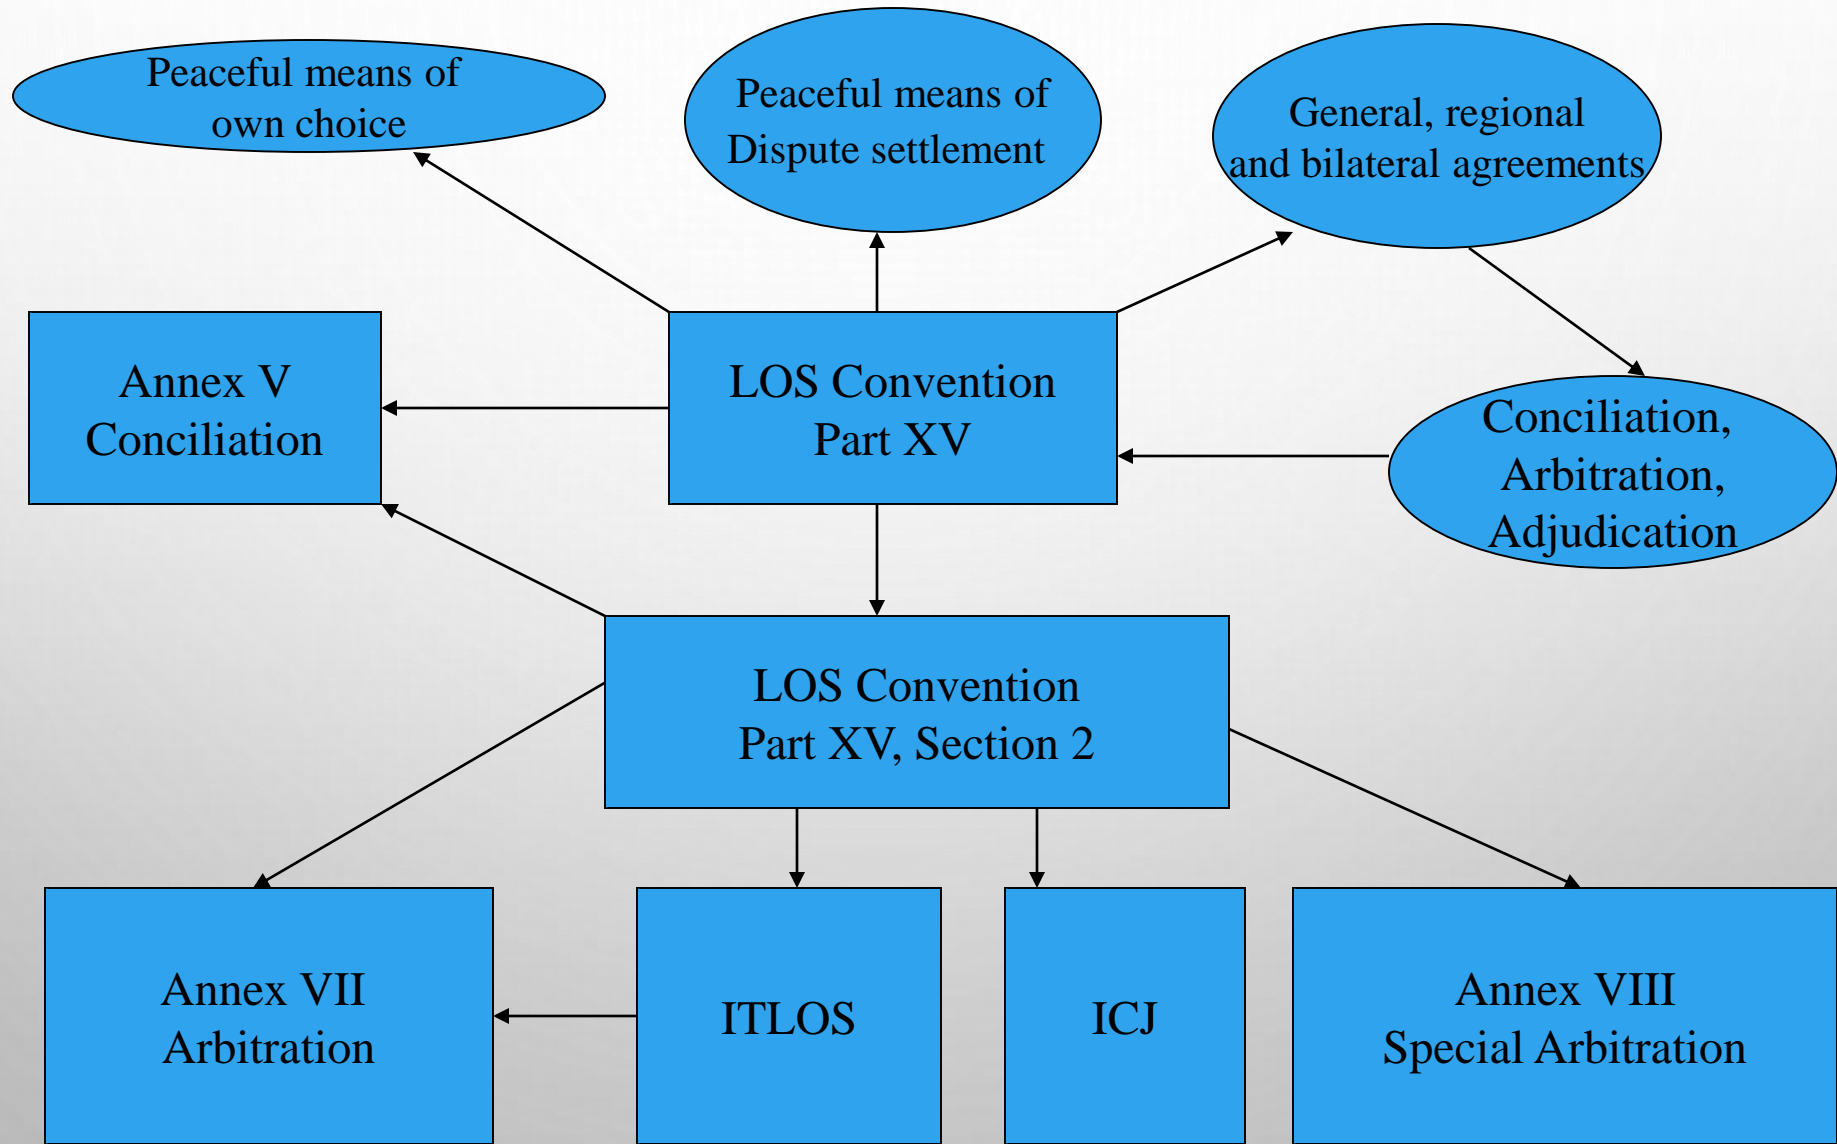 Peaceful means of
own choice
Peaceful means of
Dispute settlement
General, regional
and bilateral agreements
Annex V
Conciliation
LOS Convention
Part XV
Conciliation,
Arbitration,
Adjudication
LOS Convention
Part XV, Section 2
Annex VII
Arbitration
ITLOS
ICJ
Annex VIII
Special Arbitration